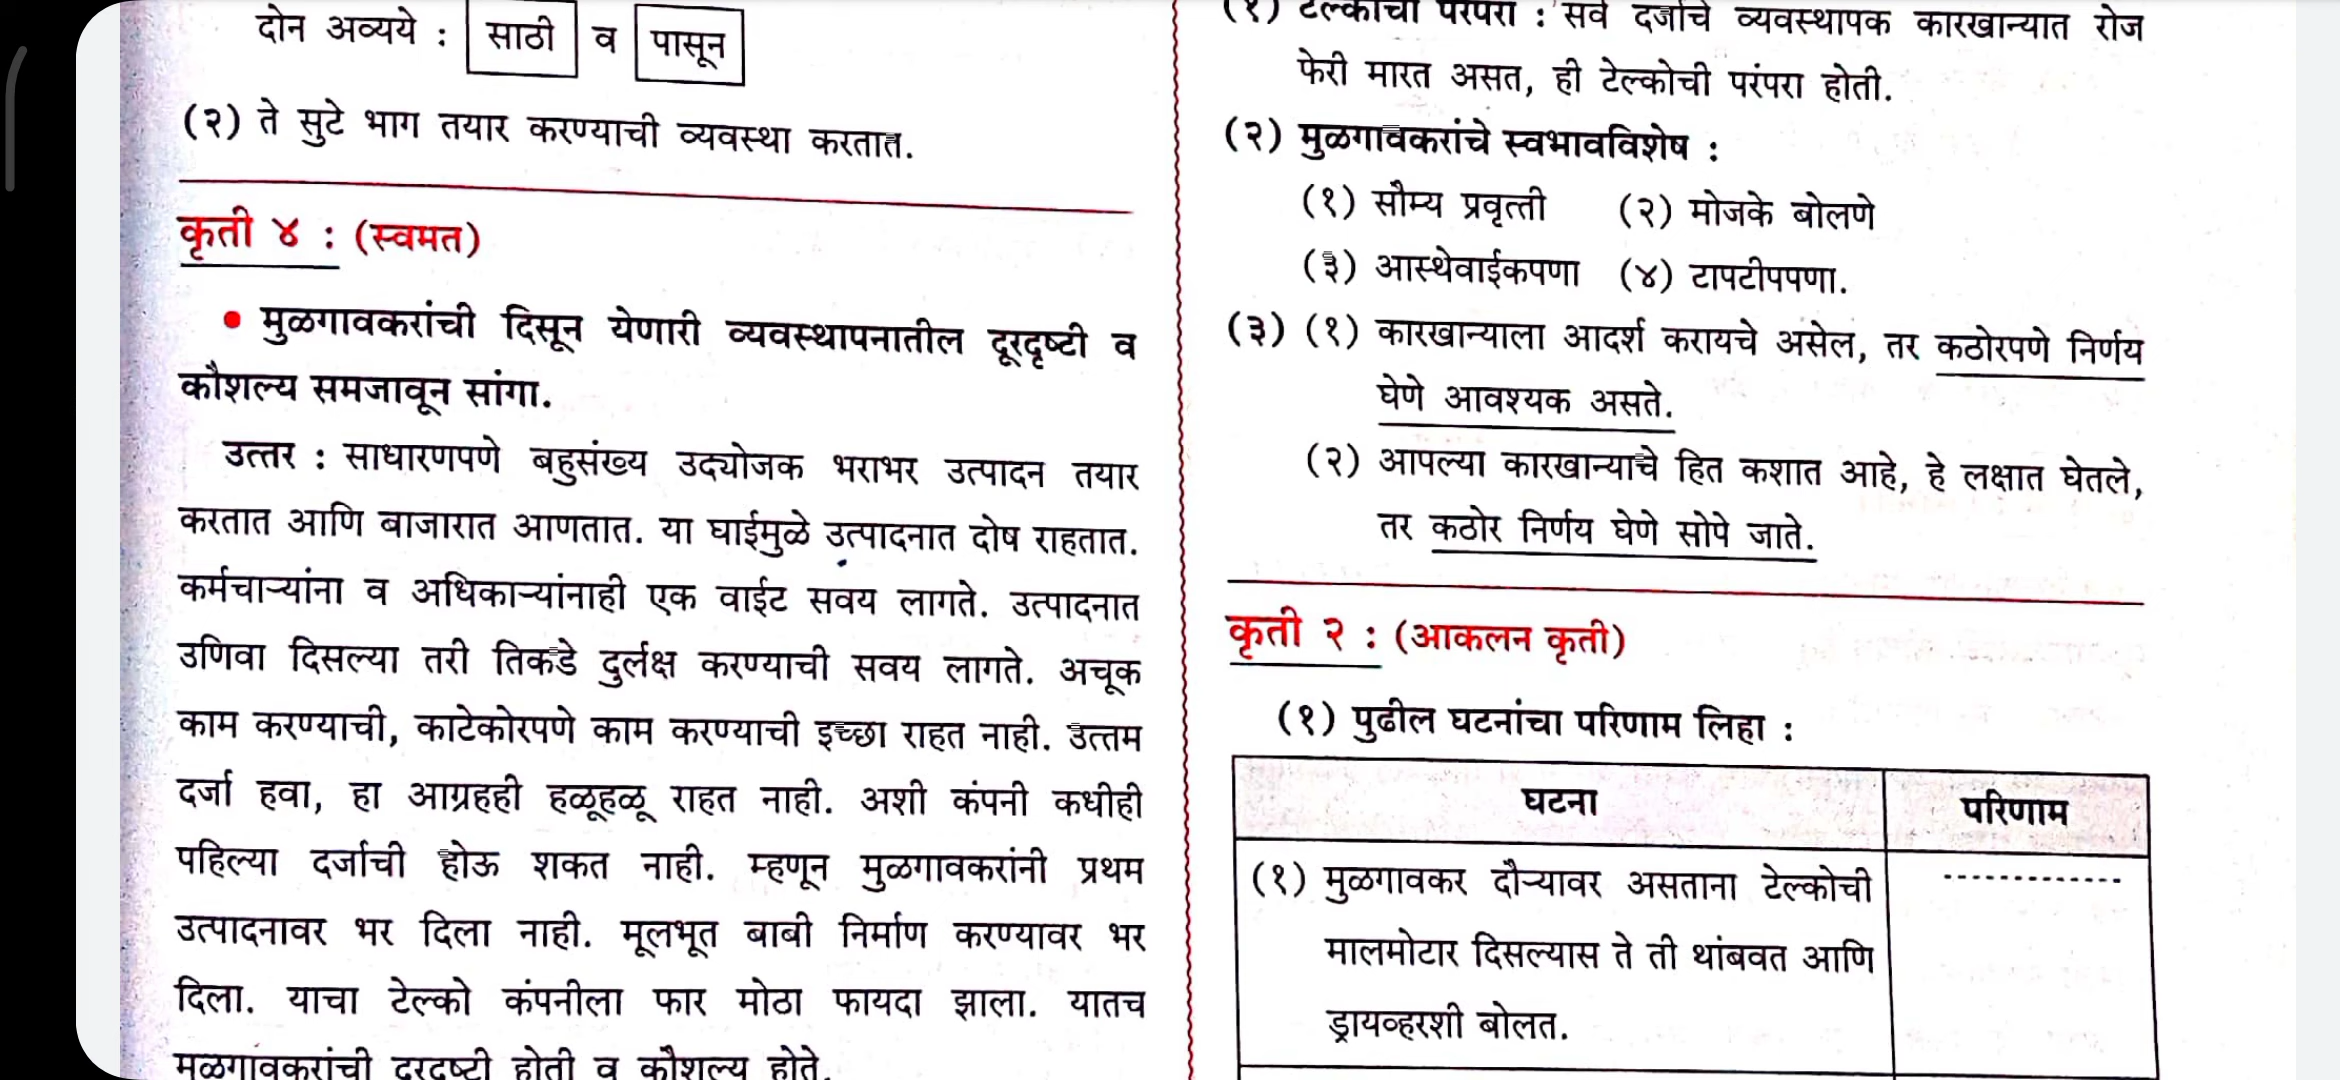 दोन अव्यये : साठी व पासून
(२) ते सुटे भाग तयार करण्याची व्यवस्था करतात.
कृती ४ : (स्वमत)
• मुळगावकरांची दिसून येणारी व्यवस्थापनातील दूरदृष्टी व
कौशल्य समजावून सांगा.
उत्तर : साधारणपणे बहुसंख्य उद्योजक भराभर उत्पादन तयार
करतात आणि बाजारात आणतात. या घाईमुळे उत्पादनात दोष राहतात.
कर्मचाऱ्यांना व अधिकाऱ्यांनाही एक वाईट सवय लागते. उत्पादनात
उणिवा दिसल्या तरी तिकडे दुर्लक्ष करण्याची सवय लागते. अचूक
काम करण्याची, काटेकोरपणे काम करण्याची इच्छा राहत नाही. उत्तम
दर्जा हवा, हा आग्रहही हळूहळू राहत नाही. अशी कंपनी कधीही
पहिल्या दर्जाची होऊ शकत नाही. म्हणून मुळगावकरांनी प्रथम
उत्पादनावर भर दिला नाही. मूलभूत बाबी निर्माण करण्यावर भर
दिला. याचा टेल्को कंपनीला फार मोठा फायदा झाला. यातच
मुळगावकरांची दूरदृष्टी होती व कौशल्य होते.
(१) टेल्कोची परंपरा : सर्व दर्जाचे व्यवस्थापक कारखान्यात रोज
फेरी मारत असत, ही टेल्कोची परंपरा होती.
(२) मुळगावकरांचे स्वभावविशेष :
(१) सौम्य प्रवृत्ती (२) मोजके बोलणे
(३) आस्थेवाईकपणा (४) टापटीपपणा.
(३) (१) कारखान्याला आदर्श करायचे असेल, तर कठोरपणे निर्णय
घेणे आवश्यक असते.
(२) आपल्या कारखान्याचे हित कशात आहे, हे लक्षात घेतले,
तर कठोर निर्णय घेणे सोपे जाते.
कृती २ : (आकलन कृती)
(१) पुढील घटनांचा परिणाम लिहा :
घटना परिणाम
(१) मुळगावकर दौऱ्यावर असताना टेल्कोची -------------
मालमोटार दिसल्यास ते ती थांबवत आणि
ड्रायव्हरशी बोलत.